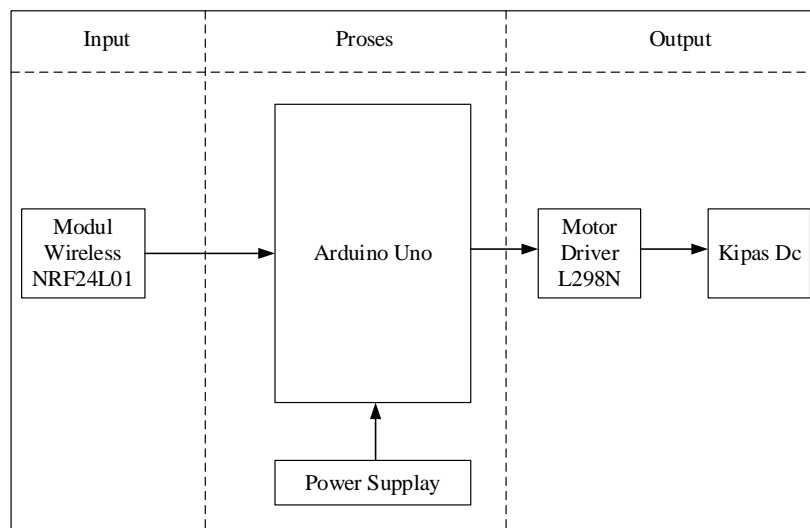 Input
Proses
Output
Modul
Wireless
NRF24L01
Arduino Uno
Motor
Driver
L298N
Kipas Dc
Power Supplay